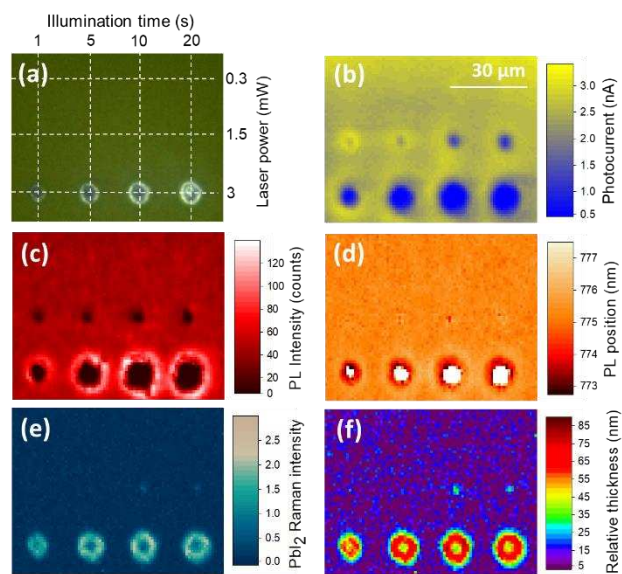 Illumination time (s)
1 5 10 20
(a)
0.3
1.5
3
Laser power (mW)
(b)
30 µm
3.0
2.5
2.0
1.5
1.0
0.5
Photocurrent (nA)
(c)
120
100
80
60
40
20
0
PL Intensity (counts)
(d)
777
776
775
774
773
PL position (nm)
(e)
2.5
2.0
1.5
1.0
0.5
0.0
PbI₂ Raman intensity
(f)
85
75
65
55
45
35
25
15
5
Relative thickness (nm)